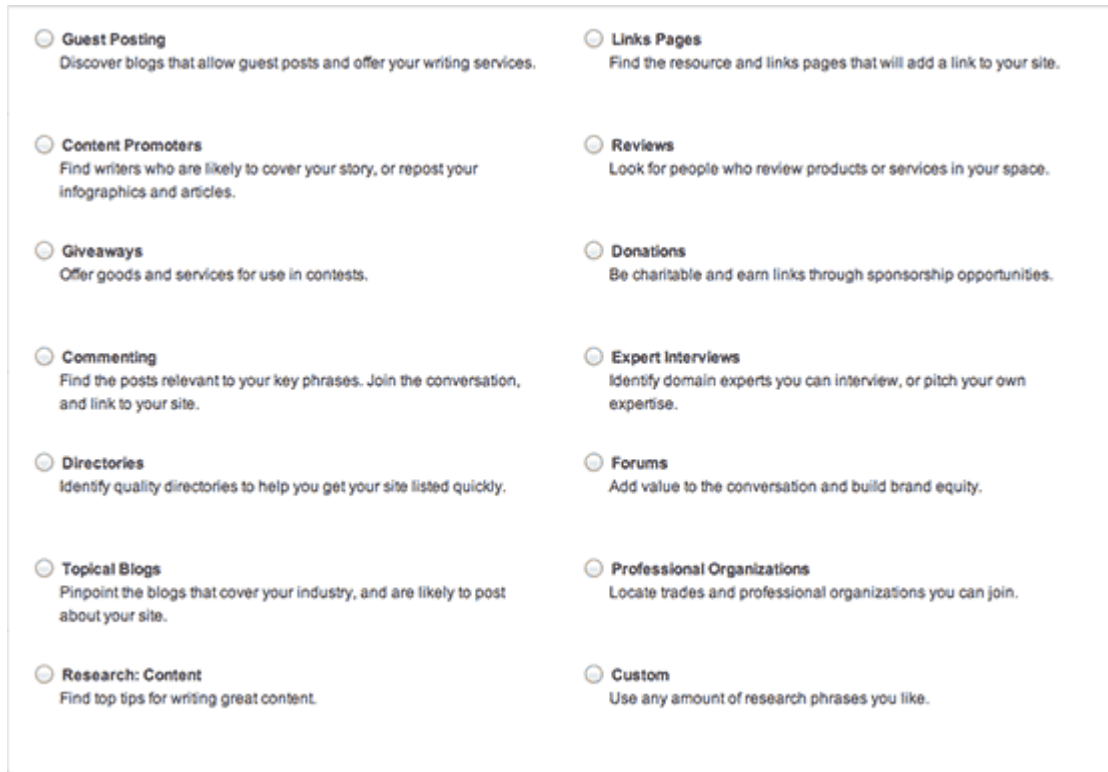 Guest Posting
Discover blogs that allow guest posts and offer your writing services.
Links Pages
Find the resource and links pages that will add a link to your site.
Content Promoters
Find writers who are likely to cover your story, or repost your
infographics and articles.
Reviews
Look for people who review products or services in your space.
Giveaways
Offer goods and services for use in contests.
Donations
Be charitable and earn links through sponsorship opportunities.
Commenting
Find the posts relevant to your key phrases. Join the conversation,
and link to your site.
Expert Interviews
Identify domain experts you can interview, or pitch your own
expertise.
Directories
Identify quality directories to help you get your site listed quickly.
Forums
Add value to the conversation and build brand equity.
Topical Blogs
Pinpoint the blogs that cover your industry, and are likely to post
about your site.
Professional Organizations
Locate trades and professional organizations you can join.
Research: Content
Find top tips for writing great content.
Custom
Use any amount of research phrases you like.